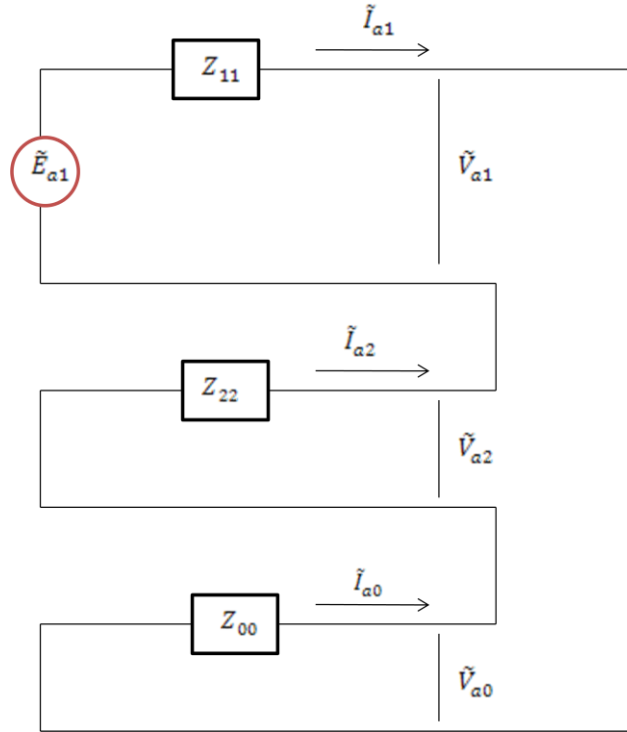 Ĩₐ₁
Z₁₁
Ẽₐ₁
Ṽₐ₁
Ĩₐ₂
Z₂₂
Ṽₐ₂
Ĩₐ₀
Z₀₀
Ṽₐ₀